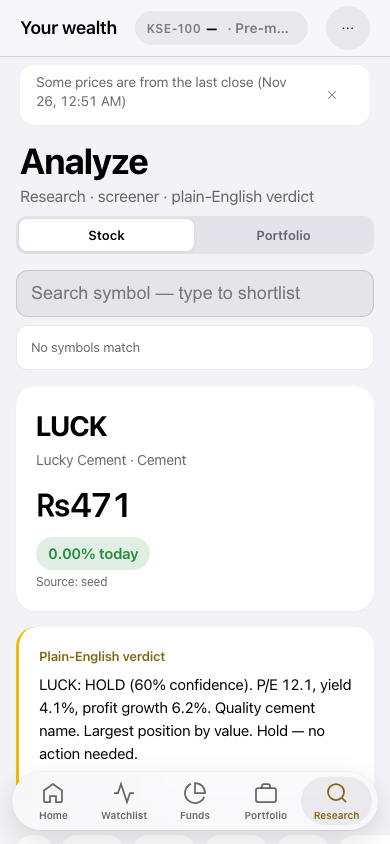 Your wealth
KSE-100 — · Pre-m...
...
Some prices are from the last close (Nov
26, 12:51 AM)
×
Analyze
Research · screener · plain-English verdict
Stock
Portfolio
Search symbol — type to shortlist
No symbols match
LUCK
Lucky Cement · Cement
Rs471
0.00% today
Source: seed
Plain-English verdict
LUCK: HOLD (60% confidence). P/E 12.1, yield
4.1%, profit growth 6.2%. Quality cement
name. Largest position by value. Hold — no
action needed.
Home
Watchlist
Funds
Portfolio
Research